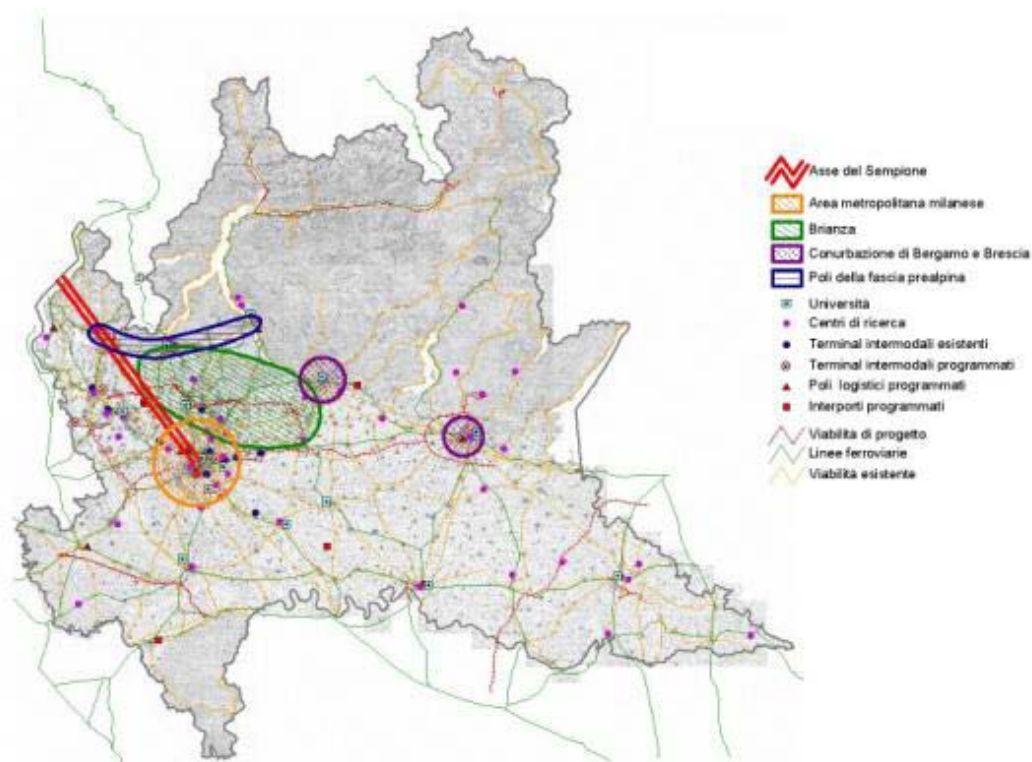 Asse del Sempione
Area metropolitana milanese
Brianza
Conurbazione di Bergamo e Brescia
Poli della fascia prealpina
Università
Centri di ricerca
Terminal intermodali esistenti
Terminal intermodali programmati
Poli logistici programmati
Interporti programmati
Viabilità di progetto
Linee ferroviarie
Viabilità esistente